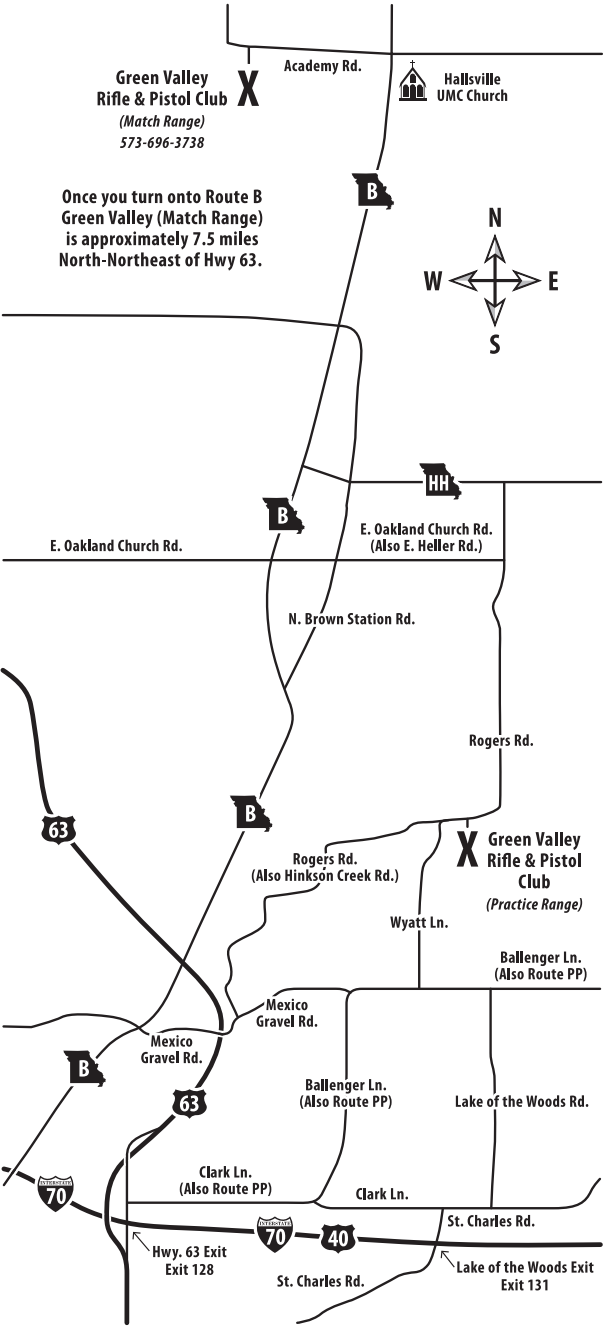 Academy Rd.
Green Valley
Rifle & Pistol Club
(Match Range)
573-696-3738
X
Hallsville
UMC Church
B
Once you turn onto Route B
Green Valley (Match Range)
is approximately 7.5 miles
North-Northeast of Hwy 63.
N
W
E
S
HH
B
E. Oakland Church Rd.
(Also E. Heller Rd.)
E. Oakland Church Rd.
N. Brown Station Rd.
Rogers Rd.
B
63
X
Green Valley
Rifle & Pistol
Club
(Practice Range)
Rogers Rd.
(Also Hinkson Creek Rd.)
Wyatt Ln.
Ballenger Ln.
(Also Route PP)
Mexico
Gravel Rd.
Mexico
Gravel Rd.
B
63
Ballenger Ln.
(Also Route PP)
Lake of the Woods Rd.
Clark Ln.
(Also Route PP)
Clark Ln.
INTERSTATE
70
St. Charles Rd.
INTERSTATE
70
40
Hwy. 63 Exit
Exit 128
St. Charles Rd.
Lake of the Woods Exit
Exit 131